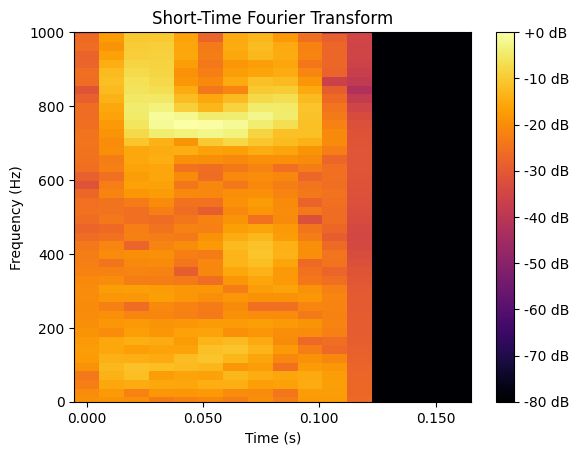 Short-Time Fourier Transform
1000
800
600
400
200
0
Frequency (Hz)
0.000
0.050
0.100
0.150
Time (s)
+0 dB
-10 dB
-20 dB
-30 dB
-40 dB
-50 dB
-60 dB
-70 dB
-80 dB